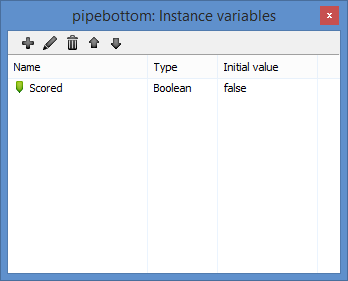 pipebottom: Instance variables
x
Name Type Initial value
Scored Boolean false